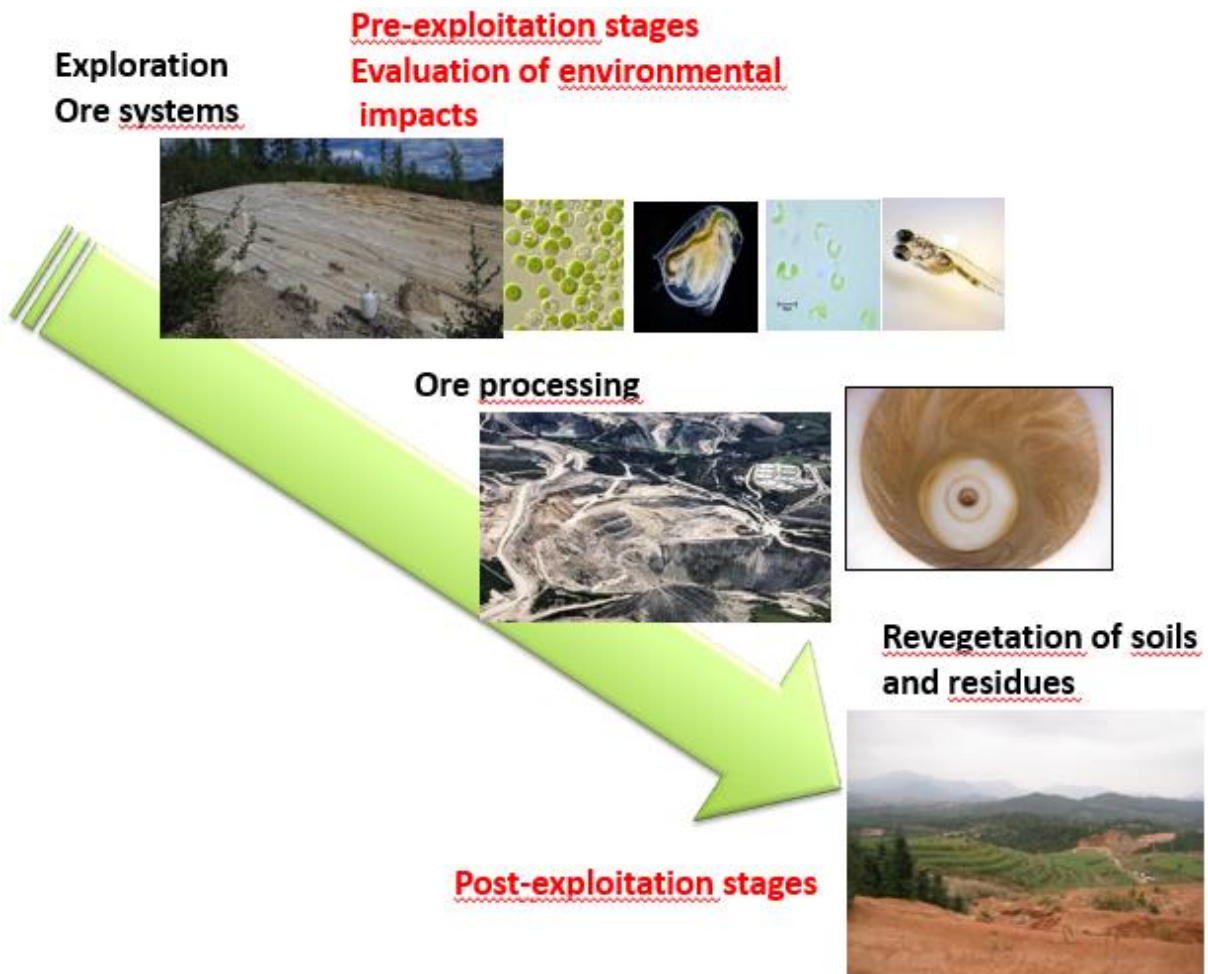 Pre-exploitation stages
Exploration
Evaluation of environmental
Ore systems
impacts
Ore processing
Revegetation of soils
and residues
Post-exploitation stages